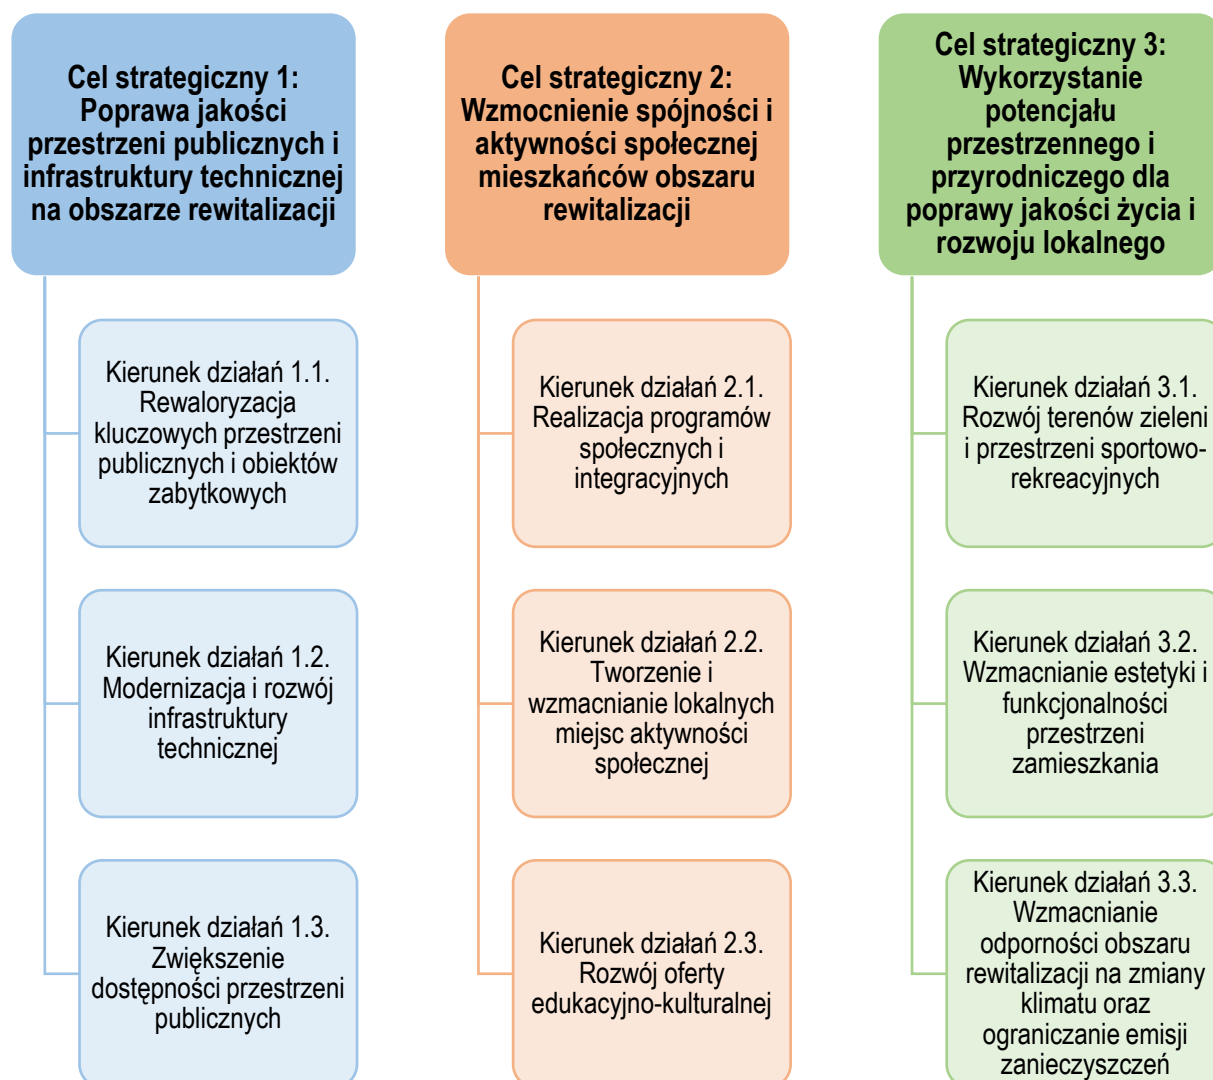 Cel strategiczny 1:
Poprawa jakości
przestrzeni publicznych i
infrastruktury technicznej
na obszarze rewitalizacji
Kierunek działań 1.1.
Rewaloryzacja
kluczowych przestrzeni
publicznych i obiektów
zabytkowych
Kierunek działań 1.2.
Modernizacja i rozwój
infrastruktury
technicznej
Kierunek działań 1.3.
Zwiększenie
dostępności przestrzeni
publicznych
Cel strategiczny 2:
Wzmocnienie spójności i
aktywności społecznej
mieszkańców obszaru
rewitalizacji
Kierunek działań 2.1.
Realizacja programów
społecznych i
integracyjnych
Kierunek działań 2.2.
Tworzenie i
wzmacnianie lokalnych
miejsc aktywności
społecznej
Kierunek działań 2.3.
Rozwój oferty
edukacyjno-kulturalnej
Cel strategiczny 3:
Wykorzystanie
potencjału
przestrzennego i
przyrodniczego dla
poprawy jakości życia i
rozwoju lokalnego
Kierunek działań 3.1.
Rozwój terenów zieleni
i przestrzeni sportowo-
rekreacyjnych
Kierunek działań 3.2.
Wzmacnianie estetyki i
funkcjonalności
przestrzeni
zamieszkania
Kierunek działań 3.3.
Wzmacnianie
odporności obszaru
rewitalizacji na zmiany
klimatu oraz
ograniczanie emisji
zanieczyszczeń